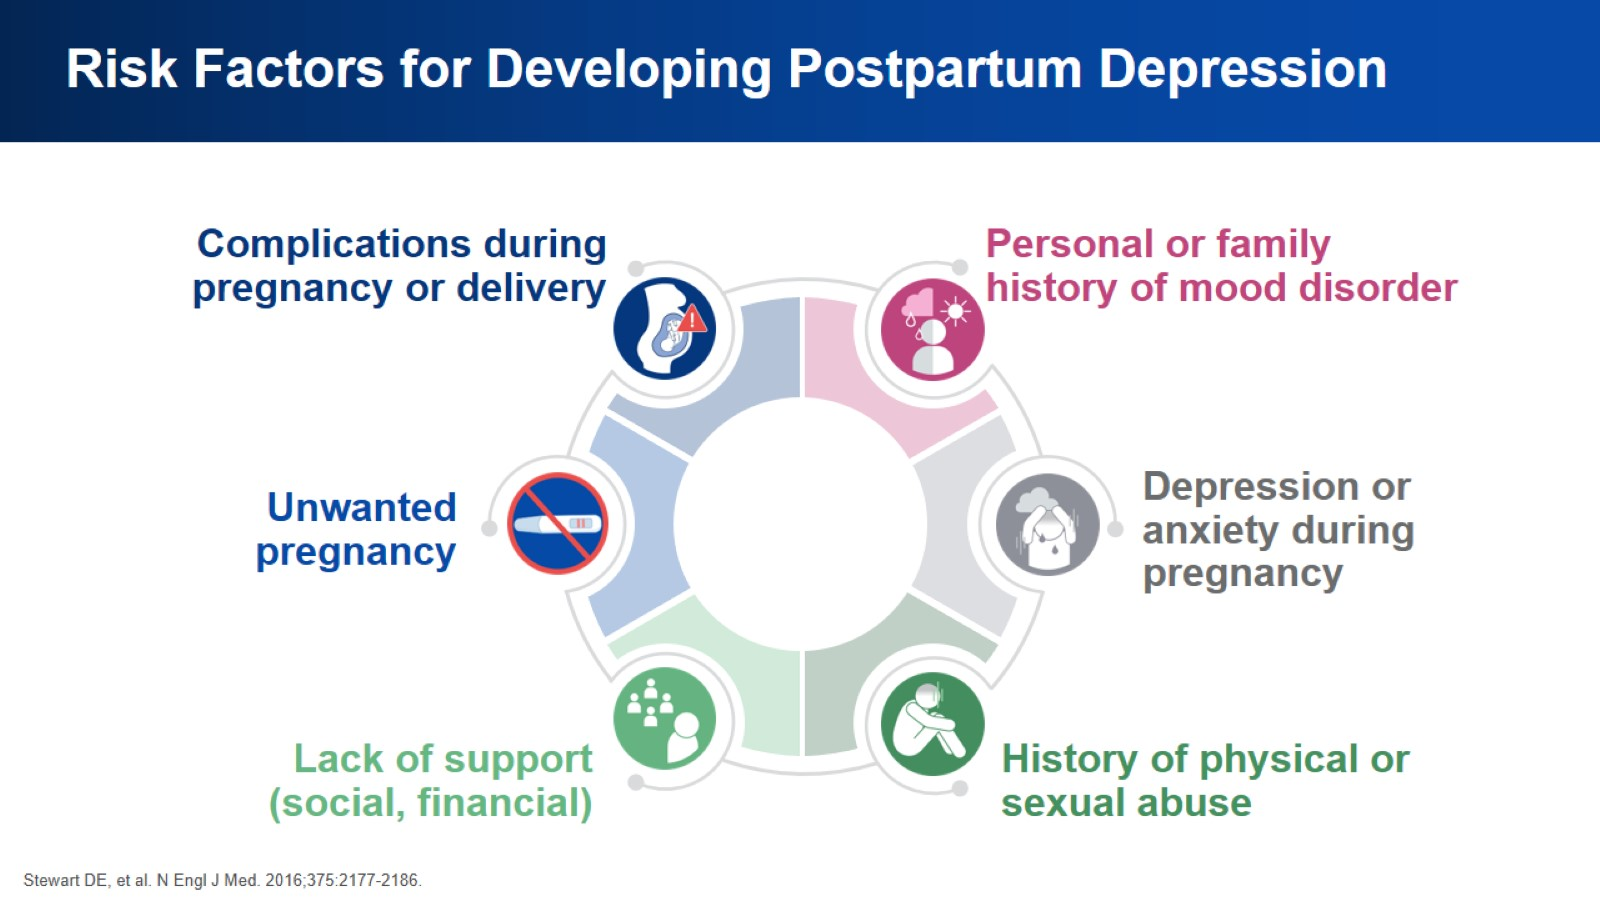 Risk Factors for Developing Postpartum Depression
Complications during
pregnancy or delivery
Personal or family
history of mood disorder
Unwanted
pregnancy
Depression or
anxiety during
pregnancy
Lack of support
(social, financial)
History of physical or
sexual abuse
Stewart DE, et al. N Engl J Med. 2016;375:2177-2186.